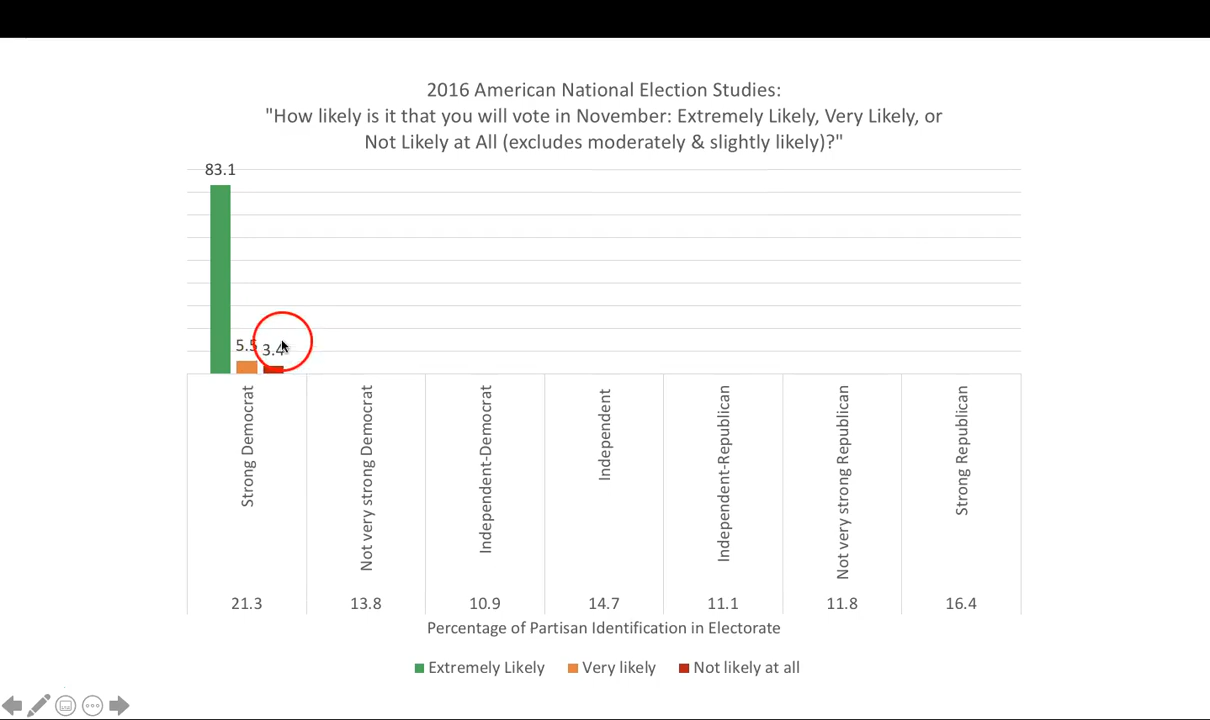 2016 American National Election Studies:
"How likely is it that you will vote in November: Extremely Likely, Very Likely, or
Not Likely at All (excludes moderately & slightly likely)?"
83.1
5.5
3.4
Strong Democrat
Not very strong Democrat
Independent-Democrat
Independent
Independent-Republican
Not very strong Republican
Strong Republican
21.3 13.8 10.9 14.7 11.1 11.8 16.4
Percentage of Partisan Identification in Electorate
Extremely Likely Very likely Not likely at all